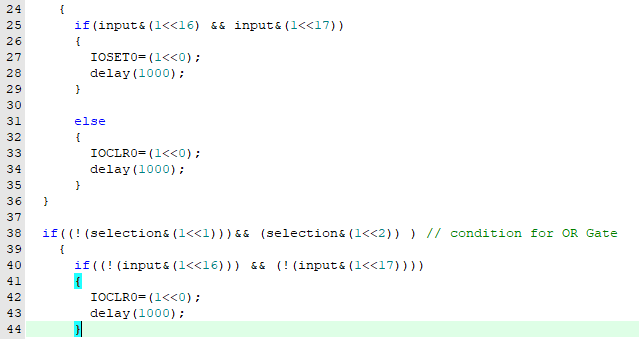 24 {
25 if(input&(1<<16) && input&(1<<17))
26 {
27 IOSET0=(1<<0);
28 delay(1000);
29 }
30
31 else
32 {
33 IOCLR0=(1<<0);
34 delay(1000);
35 }
36 }
37
38 if((!(selection&(1<<1)))&& (selection&(1<<2)) ) // condition for OR Gate
39 {
40 if((!(input&(1<<16))) && (!(input&(1<<17))))
41 {
42 IOCLR0=(1<<0);
43 delay(1000);
44 }